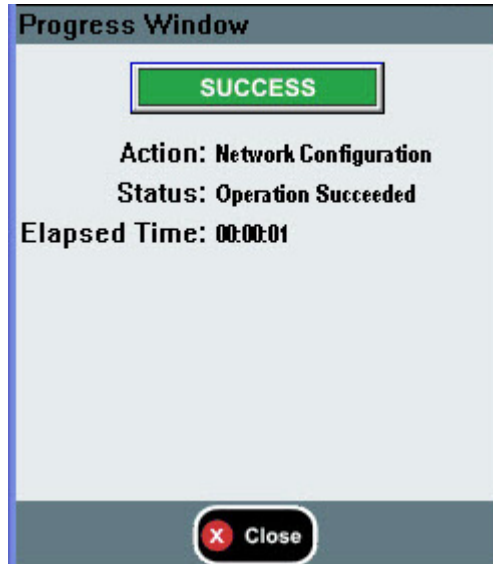 Progress Window
SUCCESS
Action: Network Configuration
Status: Operation Succeeded
Elapsed Time: 00:00:01
X Close